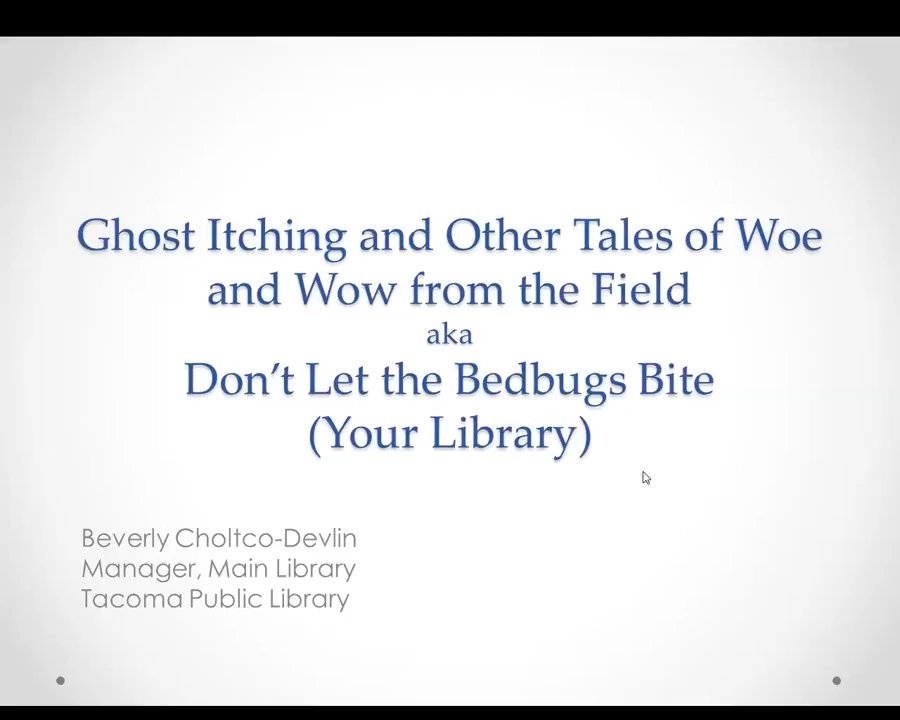 Ghost Itching and Other Tales of Woe
and Wow from the Field
aka
Don’t Let the Bedbugs Bite
(Your Library)
Beverly Choltco-Devlin
Manager, Main Library
Tacoma Public Library